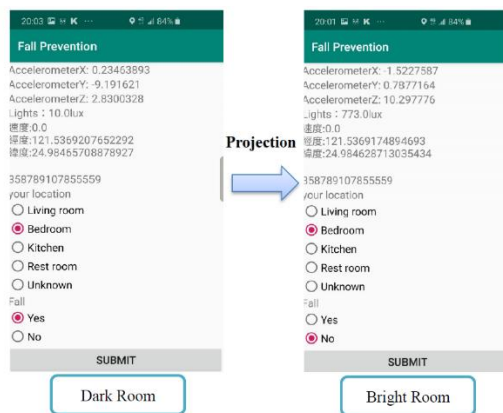 20:03 K ... 84%
Fall Prevention
AccelerometerX: 0.23463893
AccelerometerY: -9.191621
AccelerometerZ: 2.8300328
Lights：10.0lux
速度:0.0
經度:121.5369207652292
緯度:24.98465708878927
358789107855559
your location
Living room
Bedroom
Kitchen
Rest room
Unknown
Fall
Yes
No
SUBMIT
Dark Room
Projection
20:01 K ... 84%
Fall Prevention
AccelerometerX: -1.5227587
AccelerometerY: 0.7877164
AccelerometerZ: 10.297776
Lights：773.0lux
速度:0.0
經度:121.5369174894693
緯度:24.984628713035434
358789107855559
your location
Living room
Bedroom
Kitchen
Rest room
Unknown
Fall
Yes
No
SUBMIT
Bright Room